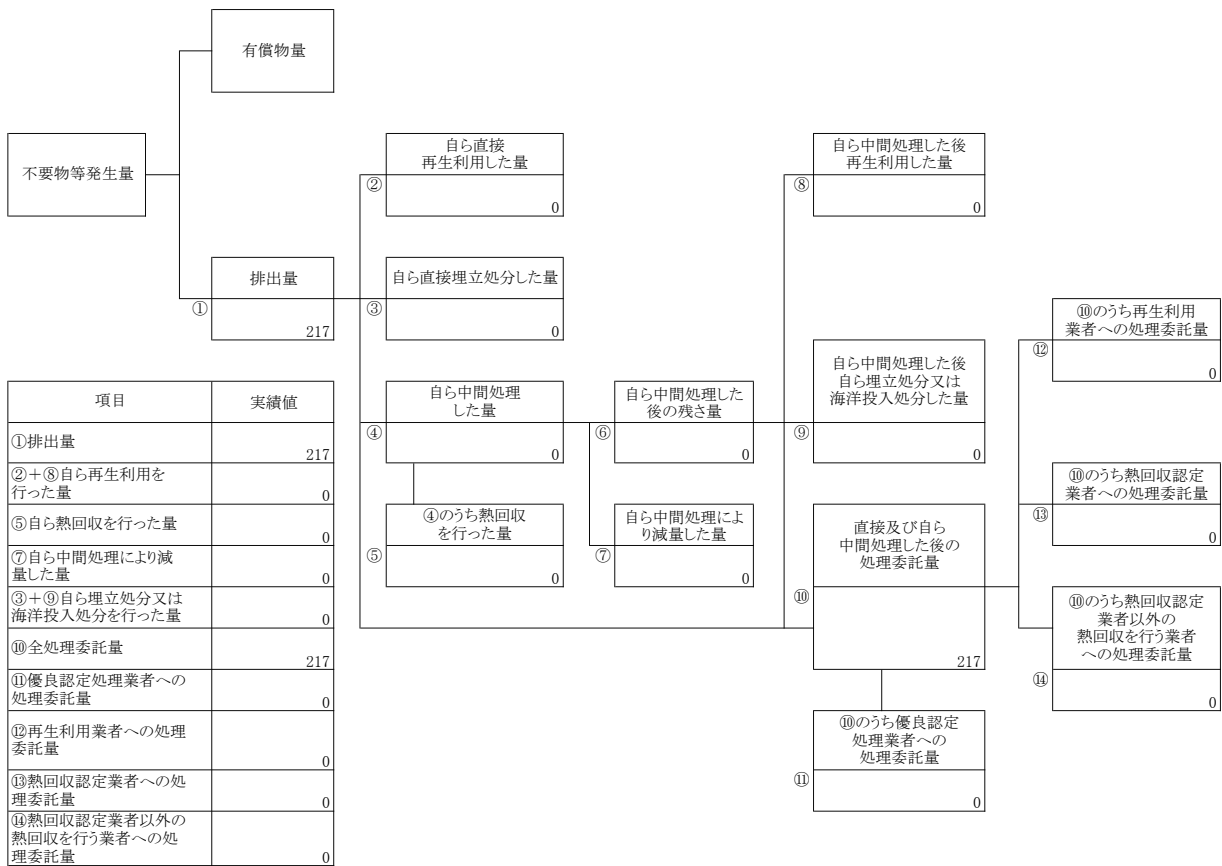 有償物量
不要物等発生量
自ら直接
再生利用した量
②
0
自ら中間処理した後
再生利用した量
⑧
0
排出量
①
217
自ら直接埋立処分した量
③
0
⑩のうち再生利用
業者への処理委託量
⑫
0
自ら中間処理
した量
④
0
自ら中間処理した
後の残さ量
⑥
0
自ら中間処理した後
自ら埋立処分又は
海洋投入処分した量
⑨
0
⑩のうち熱回収認定
業者への処理委託量
⑬
0
④のうち熱回収
を行った量
⑤
0
自ら中間処理によ
り減量した量
⑦
0
直接及び自ら
中間処理した後の
処理委託量
⑩
217
⑩のうち熱回収認定
業者以外の
熱回収を行う業者
への処理委託量
⑭
0
⑩のうち優良認定
処理業者への
処理委託量
⑪
0
項目 実績値
①排出量 217
②＋⑧自ら再生利用を
行った量 0
⑤自ら熱回収を行った量 0
⑦自ら中間処理により減
量した量 0
③＋⑨自ら埋立処分又は
海洋投入処分を行った量 0
⑩全処理委託量 217
⑪優良認定処理業者への
処理委託量 0
⑫再生利用業者への処理
委託量 0
⑬熱回収認定業者への処
理委託量 0
⑭熱回収認定業者以外の
熱回収を行う業者への処
理委託量 0